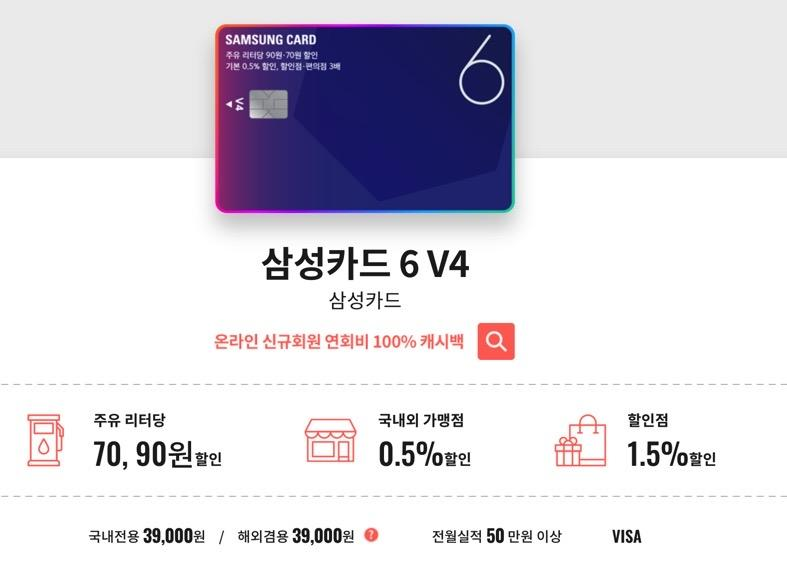 SAMSUNG CARD
주유 리터당 90원·70원 할인
기본 0.5% 할인, 할인점·편의점 3배
6
V4
삼성카드 6 V4
삼성카드
온라인 신규회원 연회비 100% 캐시백
주유 리터당
70, 90원할인
국내외 가맹점
0.5%할인
할인점
1.5%할인
국내전용 39,000원 / 해외겸용 39,000원 ? 전월실적 50 만원 이상 VISA